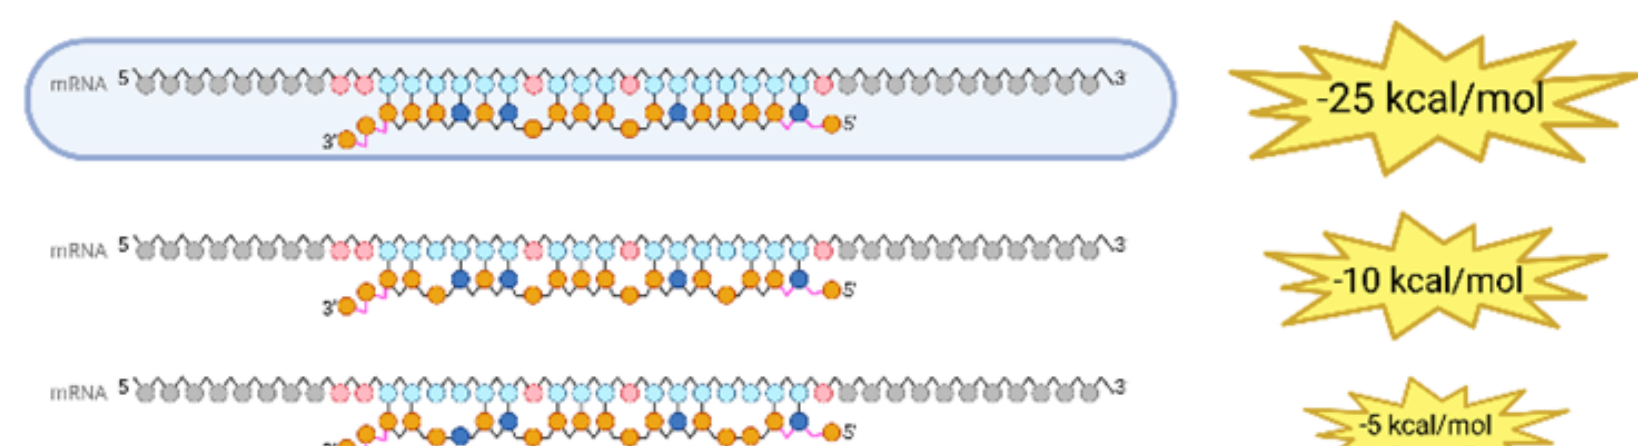 mRNA 5' 3'
3' 5'
-25 kcal/mol
mRNA 5' 3'
3' 5'
-10 kcal/mol
mRNA 5' 3'
5'
-5 kcal/mol